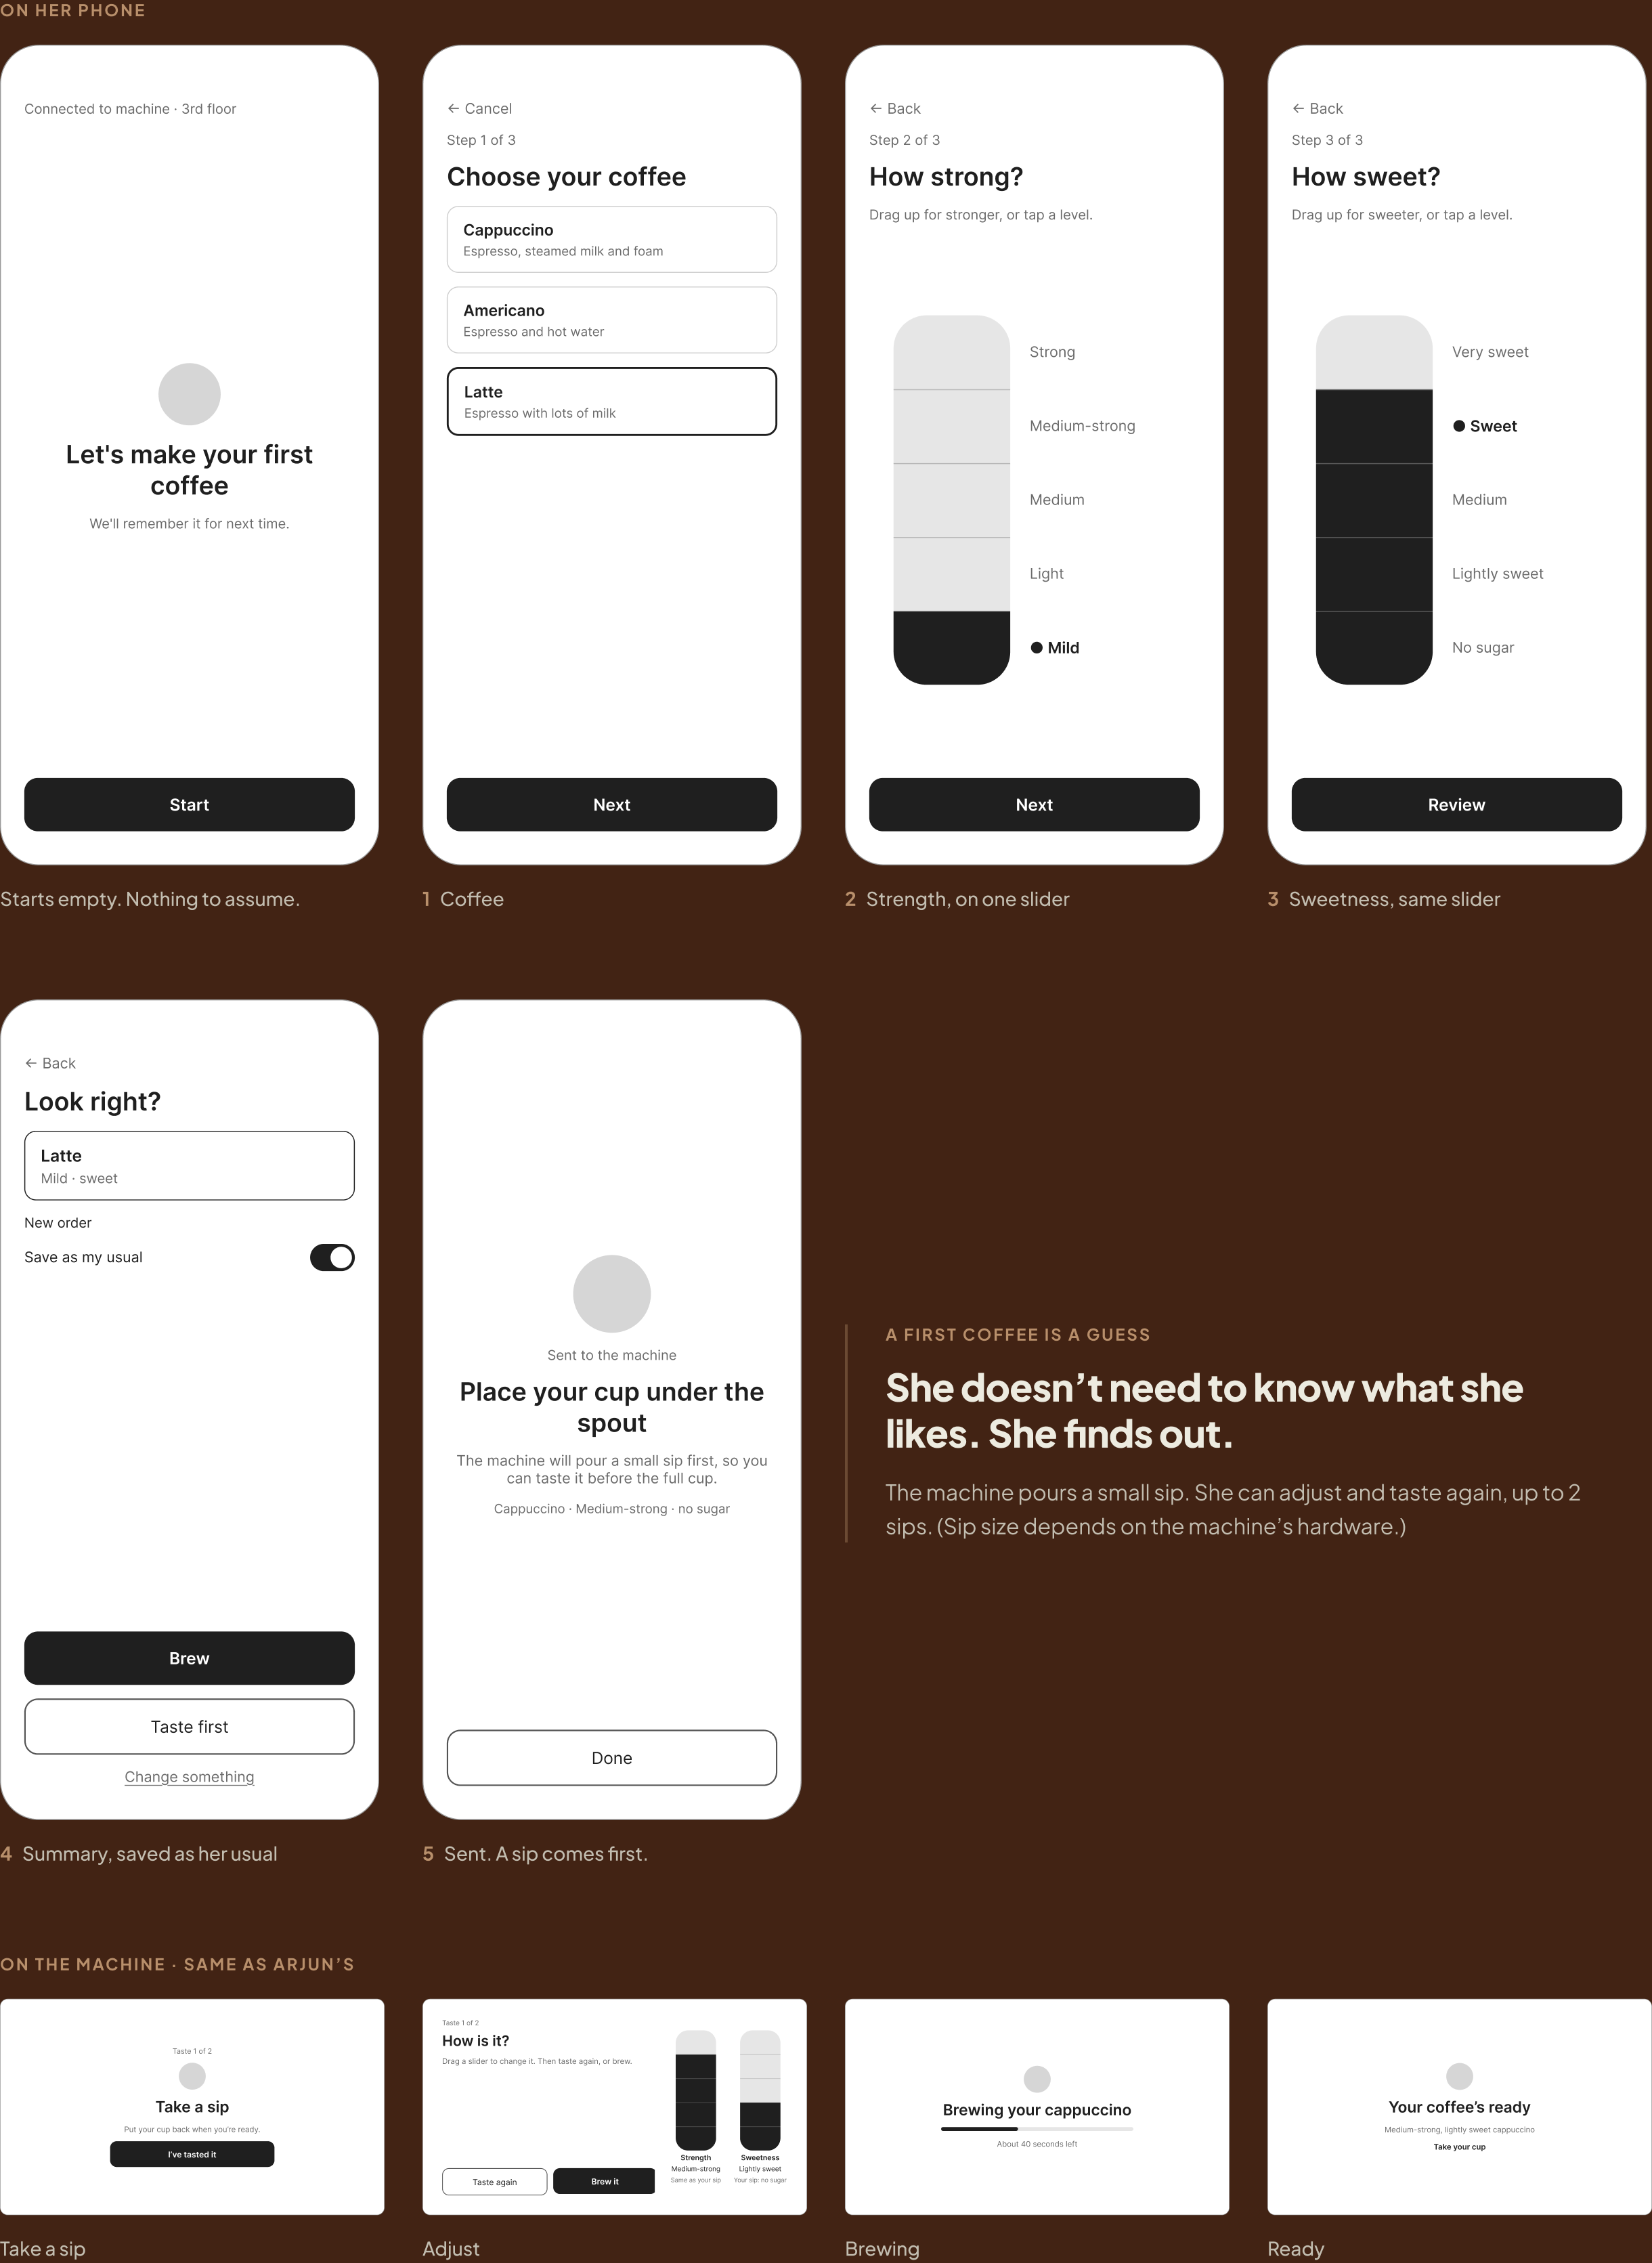 ON HER PHONE
Connected to machine · 3rd floor
Let's make your first
coffee
We'll remember it for next time.
Start
Starts empty. Nothing to assume.
← Cancel
Step 1 of 3
Choose your coffee
Cappuccino
Espresso, steamed milk and foam
Americano
Espresso and hot water
Latte
Espresso with lots of milk
Next
1 Coffee
← Back
Step 2 of 3
How strong?
Drag up for stronger, or tap a level.
Strong
Medium-strong
Medium
Light
Mild
Next
2 Strength, on one slider
← Back
Step 3 of 3
How sweet?
Drag up for sweeter, or tap a level.
Very sweet
Sweet
Medium
Lightly sweet
No sugar
Review
3 Sweetness, same slider
← Back
Look right?
Latte
Mild · sweet
New order
Save as my usual
Brew
Taste first
Change something
4 Summary, saved as her usual
Sent to the machine
Place your cup under the
spout
The machine will pour a small sip first, so you
can taste it before the full cup.
Cappuccino · Medium-strong · no sugar
Done
5 Sent. A sip comes first.
A FIRST COFFEE IS A GUESS
She doesn’t need to know what she
likes. She finds out.
The machine pours a small sip. She can adjust and taste again, up to 2
sips. (Sip size depends on the machine’s hardware.)
ON THE MACHINE · SAME AS ARJUN’S
Taste 1 of 2
Take a sip
Put your cup back when you're ready.
I've tasted it
Take a sip
Taste 1 of 2
How is it?
Drag a slider to change it. Then taste again, or brew.
Taste again
Brew it
Strength
Medium-strong
Same as your sip
Sweetness
Lightly sweet
Your sip: no sugar
Adjust
Brewing your cappuccino
About 40 seconds left
Brewing
Your coffee’s ready
Medium-strong, lightly sweet cappuccino
Take your cup
Ready